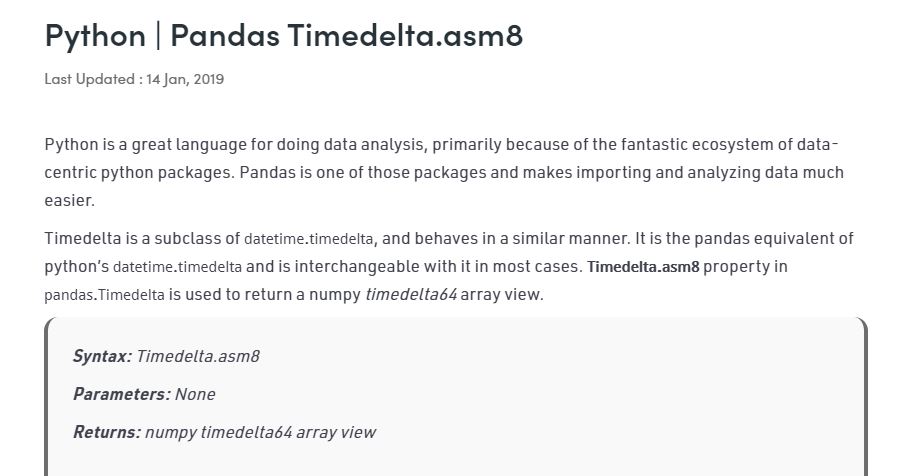 Python | Pandas Timedelta.asm8
Last Updated : 14 Jan, 2019
Python is a great language for doing data analysis, primarily because of the fantastic ecosystem of data-
centric python packages. Pandas is one of those packages and makes importing and analyzing data much
easier.
Timedelta is a subclass of datetime.timedelta, and behaves in a similar manner. It is the pandas equivalent of
python’s datetime.timedelta and is interchangeable with it in most cases. Timedelta.asm8 property in
pandas.Timedelta is used to return a numpy timedelta64 array view.
Syntax: Timedelta.asm8
Parameters: None
Returns: numpy timedelta64 array view